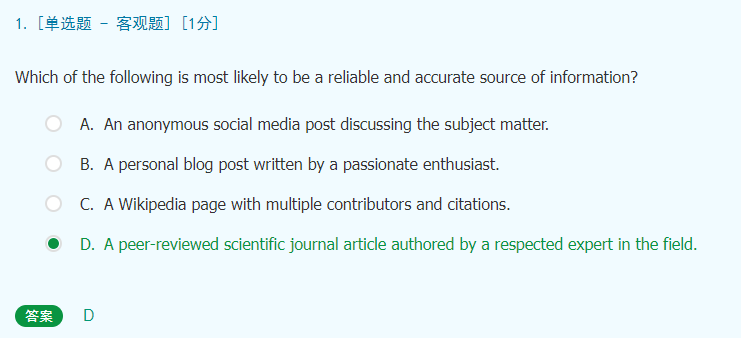 1. [单选题 - 客观题] [1分]
Which of the following is most likely to be a reliable and accurate source of information?
A. An anonymous social media post discussing the subject matter.
B. A personal blog post written by a passionate enthusiast.
C. A Wikipedia page with multiple contributors and citations.
D. A peer-reviewed scientific journal article authored by a respected expert in the field.
答案 D